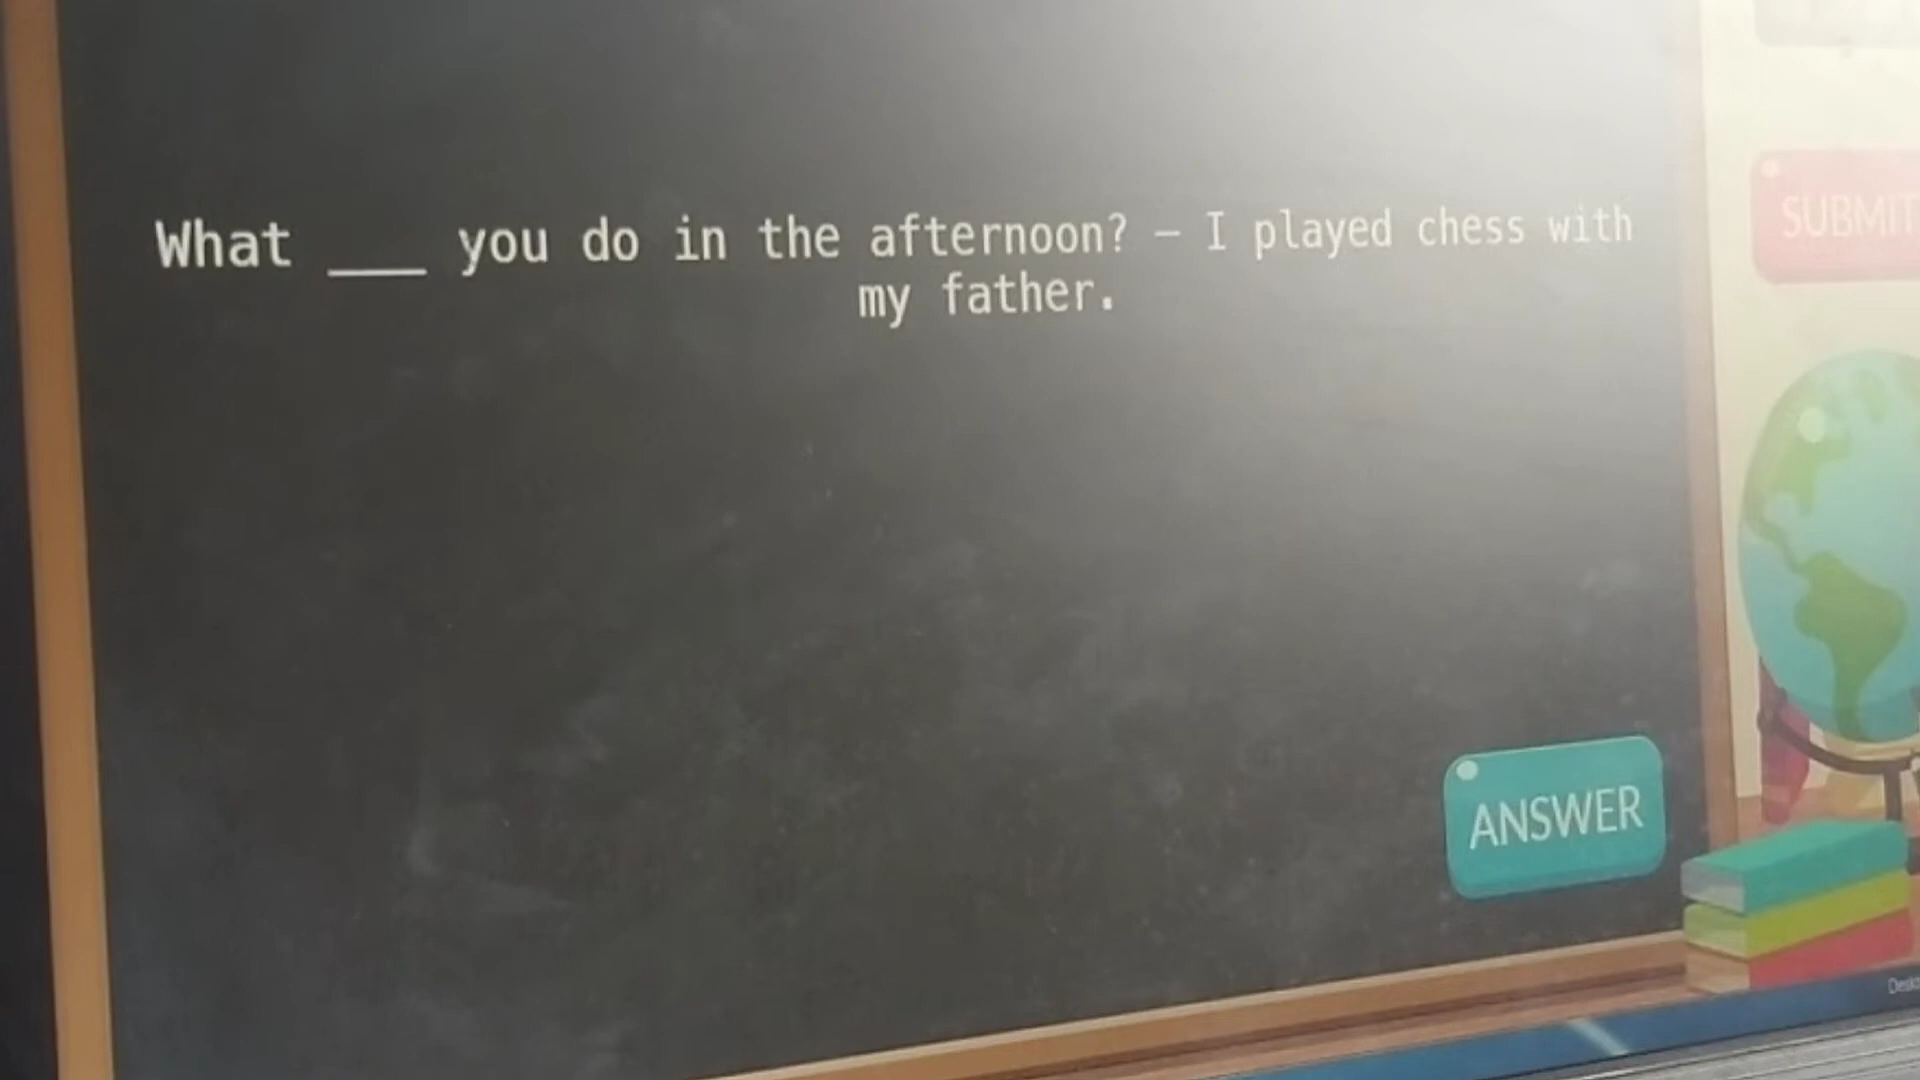 What ___ you do in the afternoon? – I played chess with
my father.
SUBMIT
ANSWER